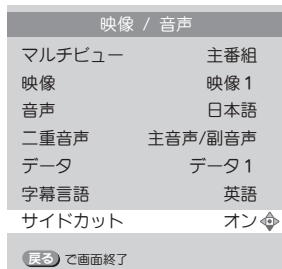 映像 / 音声
マルチビュー 主番組
映像 映像1
音声 日本語
二重音声 主音声/副音声
データ データ1
字幕言語 英語
サイドカット オン
戻る で画面終了